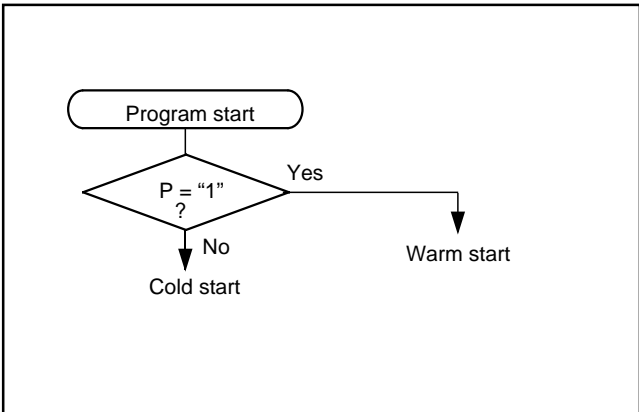 Program start
P = “1”
?
Yes
No
Warm start
Cold start